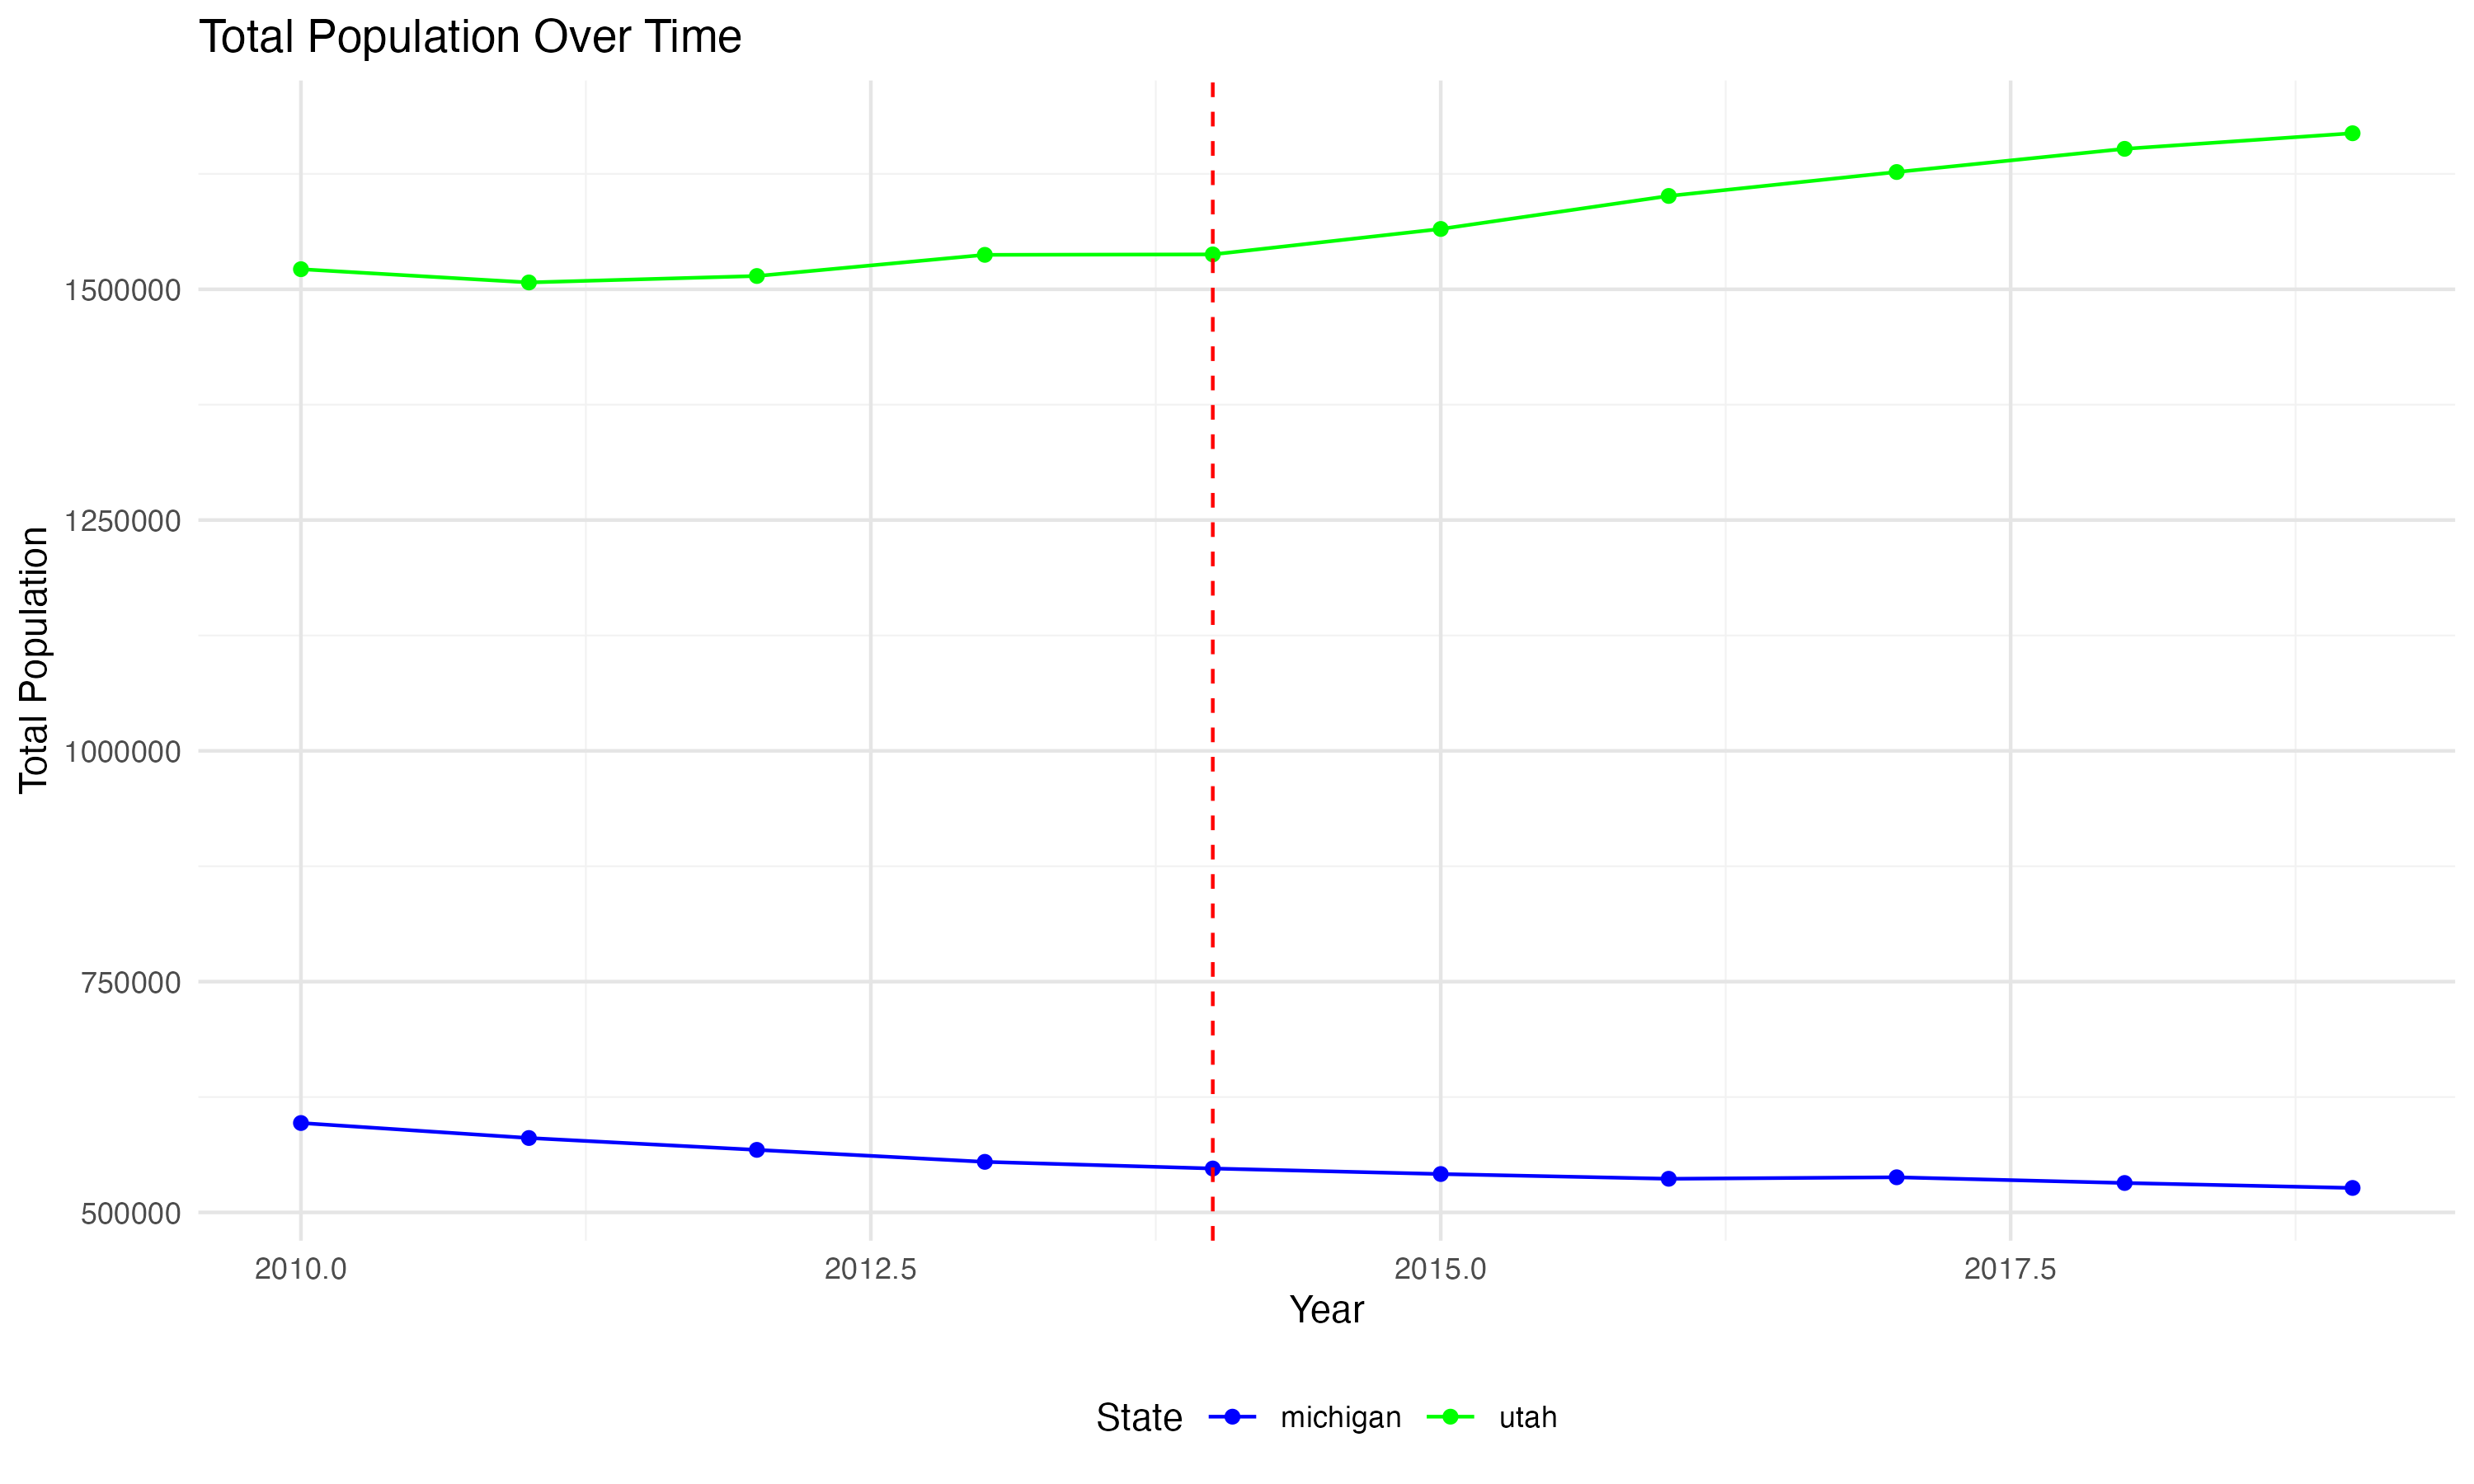 Total Population Over Time
Total Population
1500000
1250000
1000000
750000
500000
2010.0 2012.5 2015.0 2017.5
Year
State michigan utah